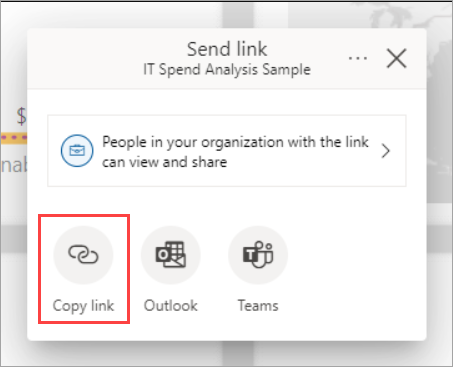 Send link
IT Spend Analysis Sample
$
nab
People in your organization with the link
can view and share
Copy link
Outlook
Teams